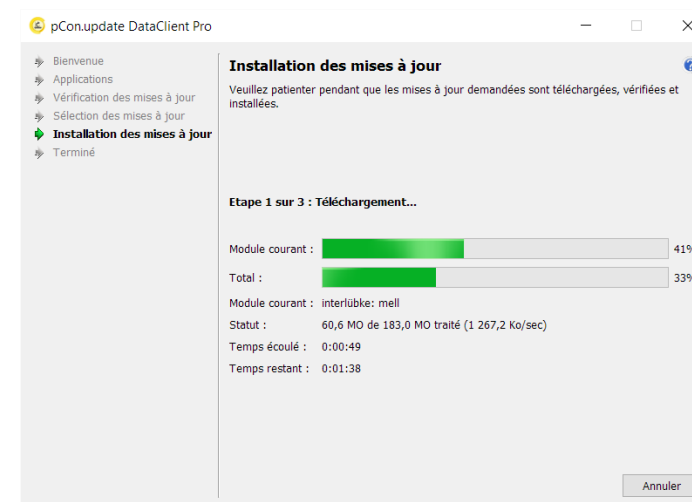 pCon.update DataClient Pro
Bienvenue
Applications
Vérification des mises à jour
Sélection des mises à jour
Installation des mises à jour
Terminé
Installation des mises à jour
Veuillez patienter pendant que les mises à jour demandées sont téléchargées, vérifiées et
installées.
Etape 1 sur 3 : Téléchargement...
Module courant : 41%
Total : 33%
Module courant : interlübke: mell
Statut : 60,6 MO de 183,0 MO traité (1 267,2 Ko/sec)
Temps écoulé : 0:00:49
Temps restant : 0:01:38
Annuler